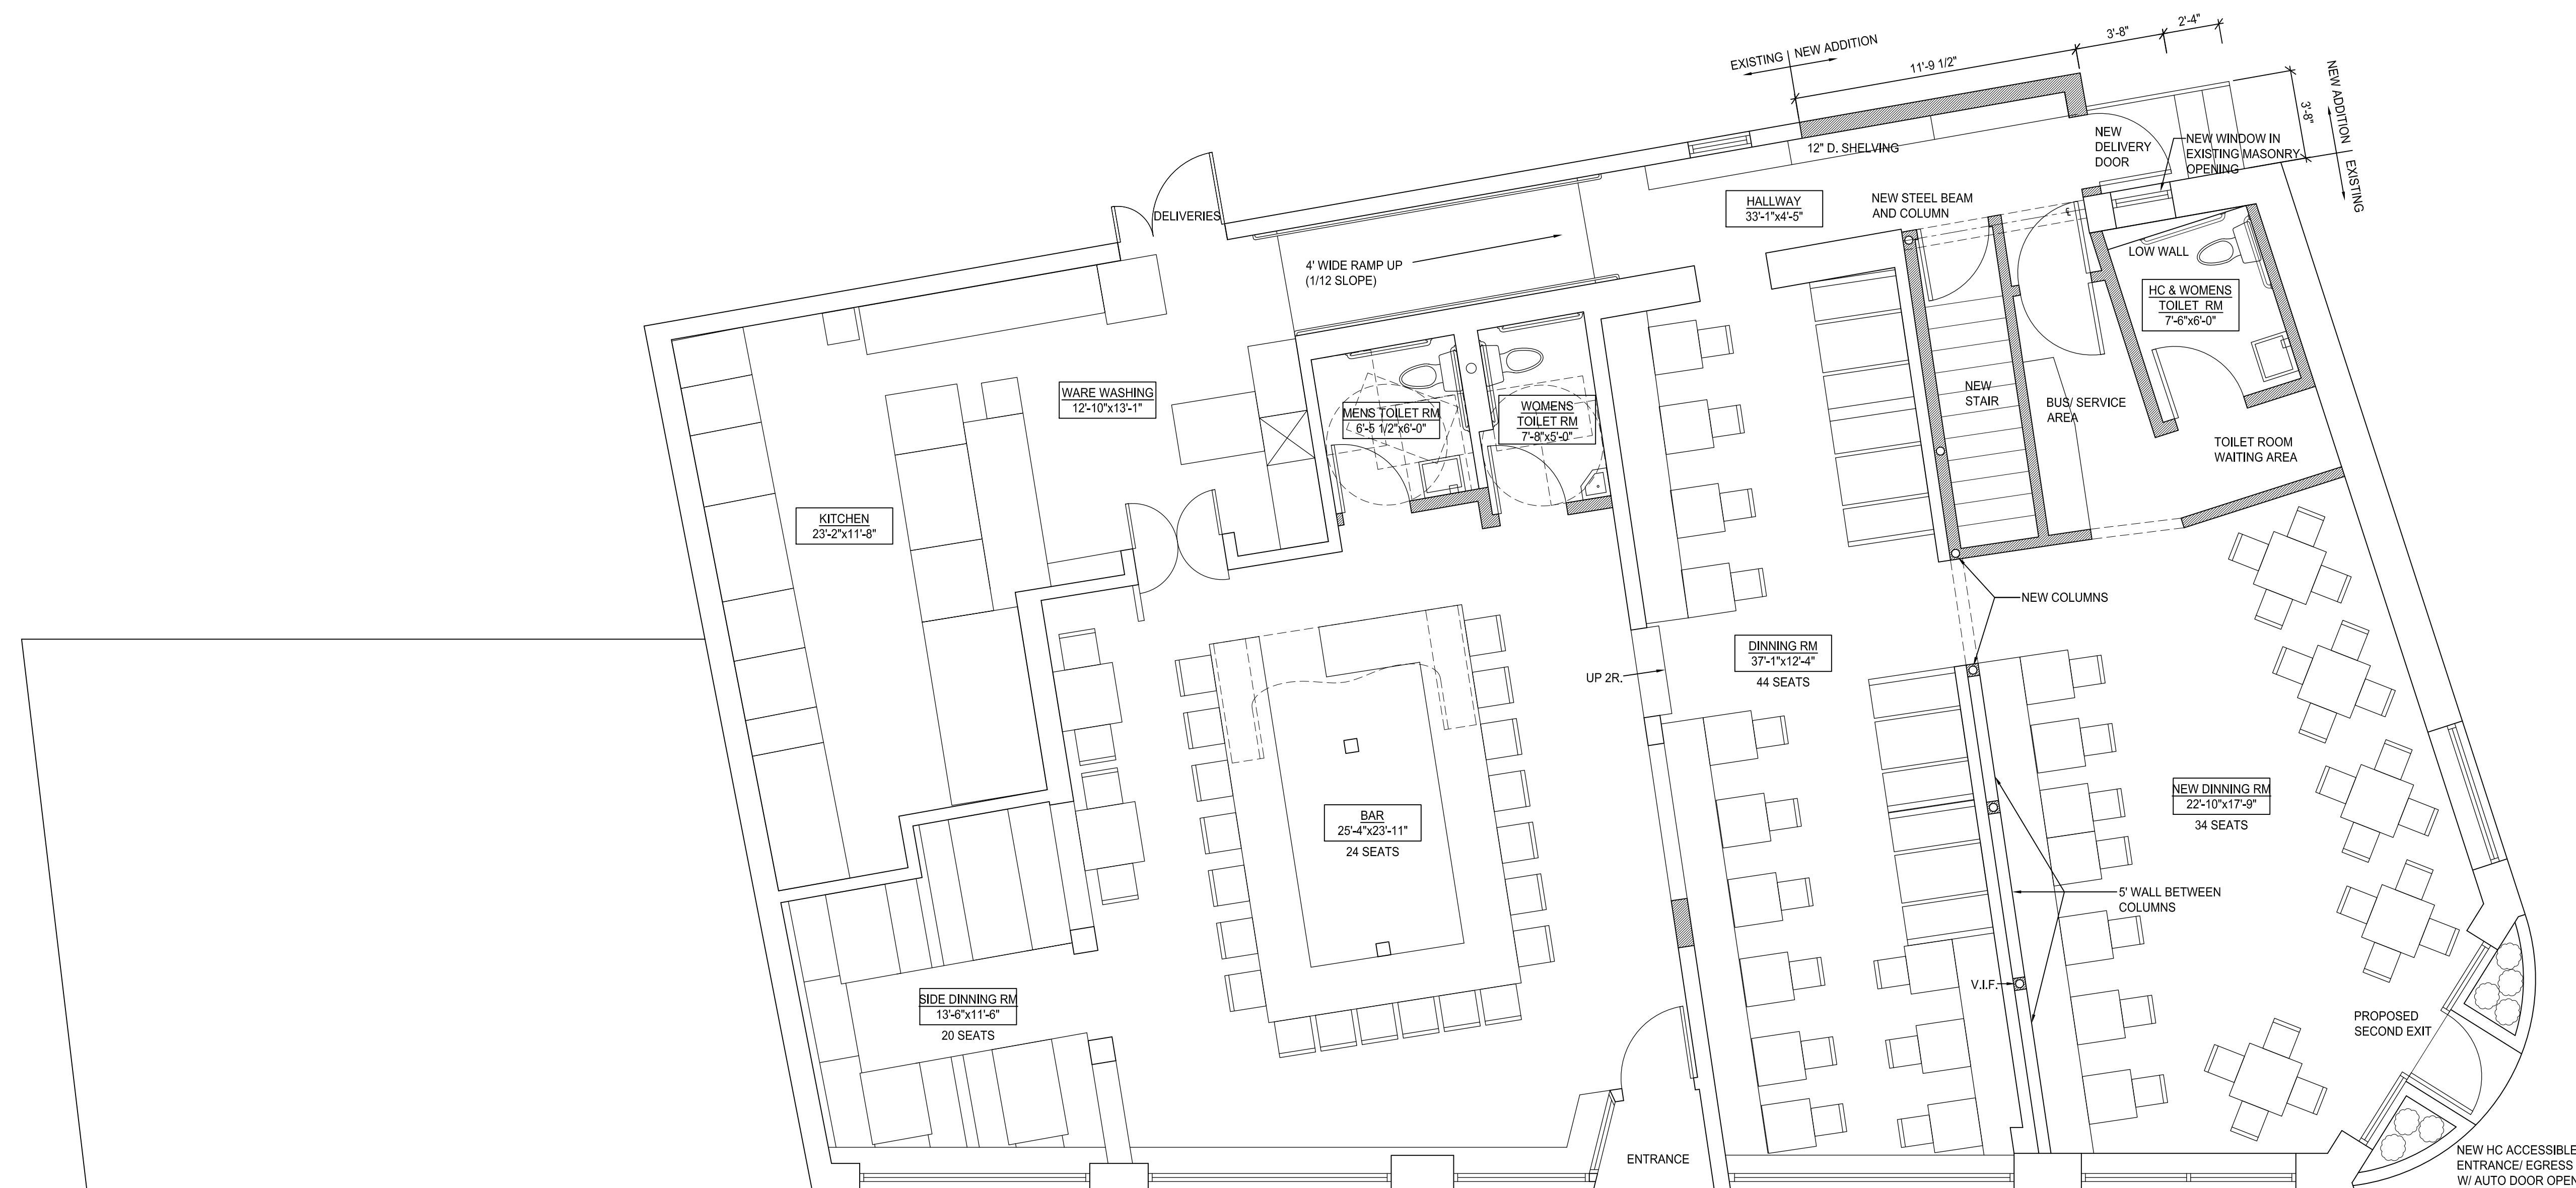 2'-4"
3'-8"
EXISTING | NEW ADDITION
11'-9 1/2"
NEW ADDITION | EXISTING
3'-8"
NEW
DELIVERY
DOOR
NEW WINDOW IN
EXISTING MASONRY
OPENING
12" D. SHELVING
HALLWAY
33'-1"x4'-5"
NEW STEEL BEAM
AND COLUMN
DELIVERIES
LOW WALL
4' WIDE RAMP UP
(1/12 SLOPE)
HC & WOMENS
TOILET RM
7'-6"x6'-0"
WARE WASHING
12'-10"x13'-1"
MENS TOILET RM
6'-5 1/2"x6'-0"
WOMENS
TOILET RM
7'-8"x5'-0"
NEW
STAIR
BUS/ SERVICE
AREA
TOILET ROOM
WAITING AREA
KITCHEN
23'-2"x11'-8"
NEW COLUMNS
DINNING RM
37'-1"x12'-4"
44 SEATS
UP 2R.
NEW DINNING RM
22'-10"x17'-9"
34 SEATS
BAR
25'-4"x23'-11"
24 SEATS
5' WALL BETWEEN
COLUMNS
V.I.F.
SIDE DINNING RM
13'-6"x11'-6"
20 SEATS
PROPOSED
SECOND EXIT
ENTRANCE
NEW HC ACCESSIBLE
ENTRANCE/ EGRESS
W/ AUTO DOOR OPEN